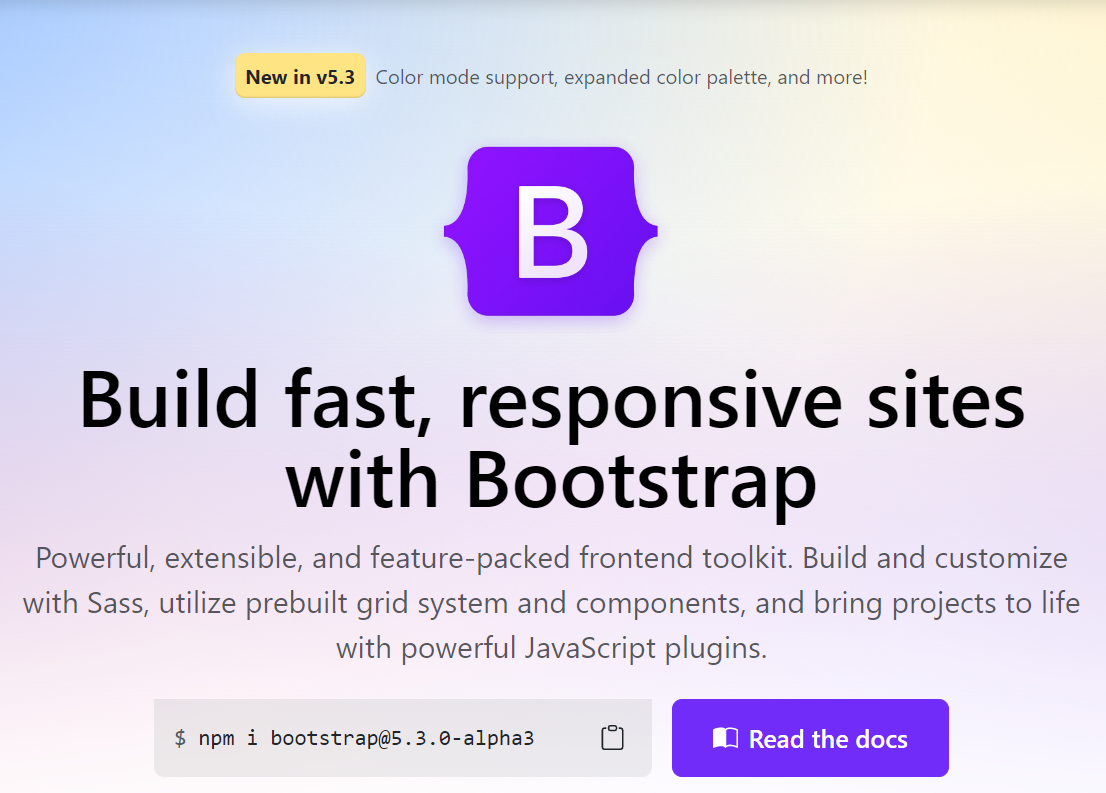 New in v5.3 Color mode support, expanded color palette, and more!
B
Build fast, responsive sites
with Bootstrap
Powerful, extensible, and feature-packed frontend toolkit. Build and customize
with Sass, utilize prebuilt grid system and components, and bring projects to life
with powerful JavaScript plugins.
$ npm i bootstrap@5.3.0-alpha3 Read the docs